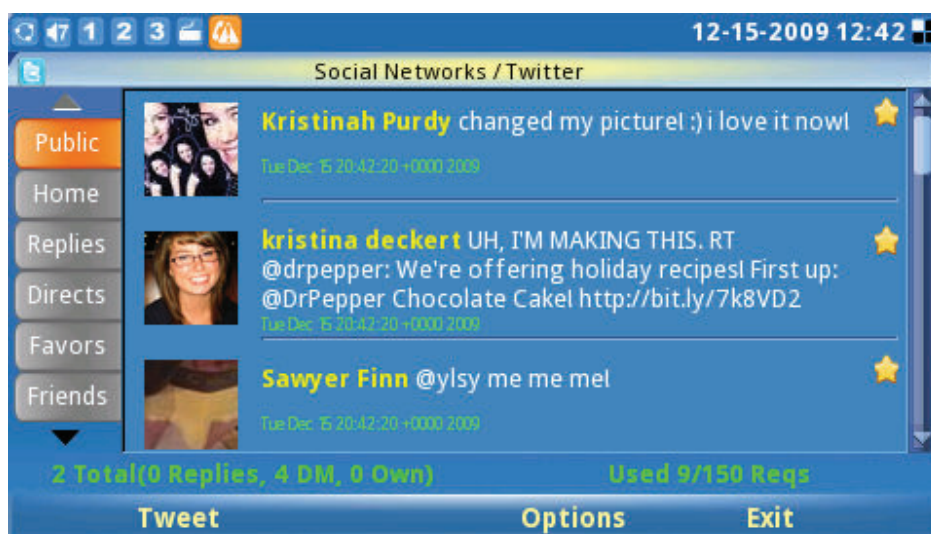 47 1 2 3 12-15-2009 12:42
Social Networks / Twitter
Public
Home
Replies
Directs
Favors
Friends
Kristinah Purdy changed my picture! :) i love it now!
Tue Dec 15 20:42:20 +0000 2009
kristina deckert UH, I'M MAKING THIS. RT
@drpepper: We're offering holiday recipes! First up:
@DrPepper Chocolate Cake! http://bit.ly/7k8VD2
Tue Dec 15 20:42:20 +0000 2009
Sawyer Finn @ylsy me me me!
Tue Dec 15 20:42:20 +0000 2009
2 Total(0 Replies, 4 DM, 0 Own) Used 9/150 Reqs
Tweet Options Exit